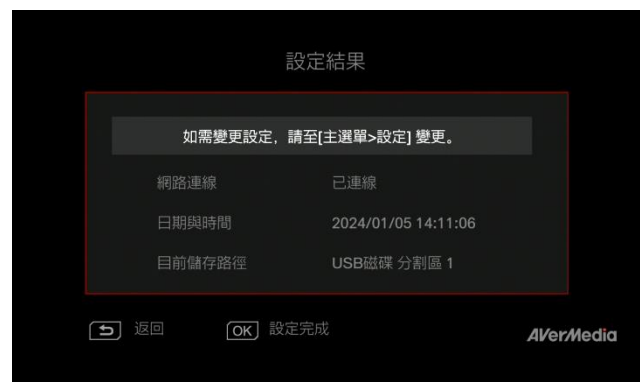 設定結果
如需變更設定，請至[主選單>設定] 變更。
網路連線 已連線
日期與時間 2024/01/05 14:11:06
目前儲存路徑 USB磁碟 分割區 1
返回 OK 設定完成
AVerMedia